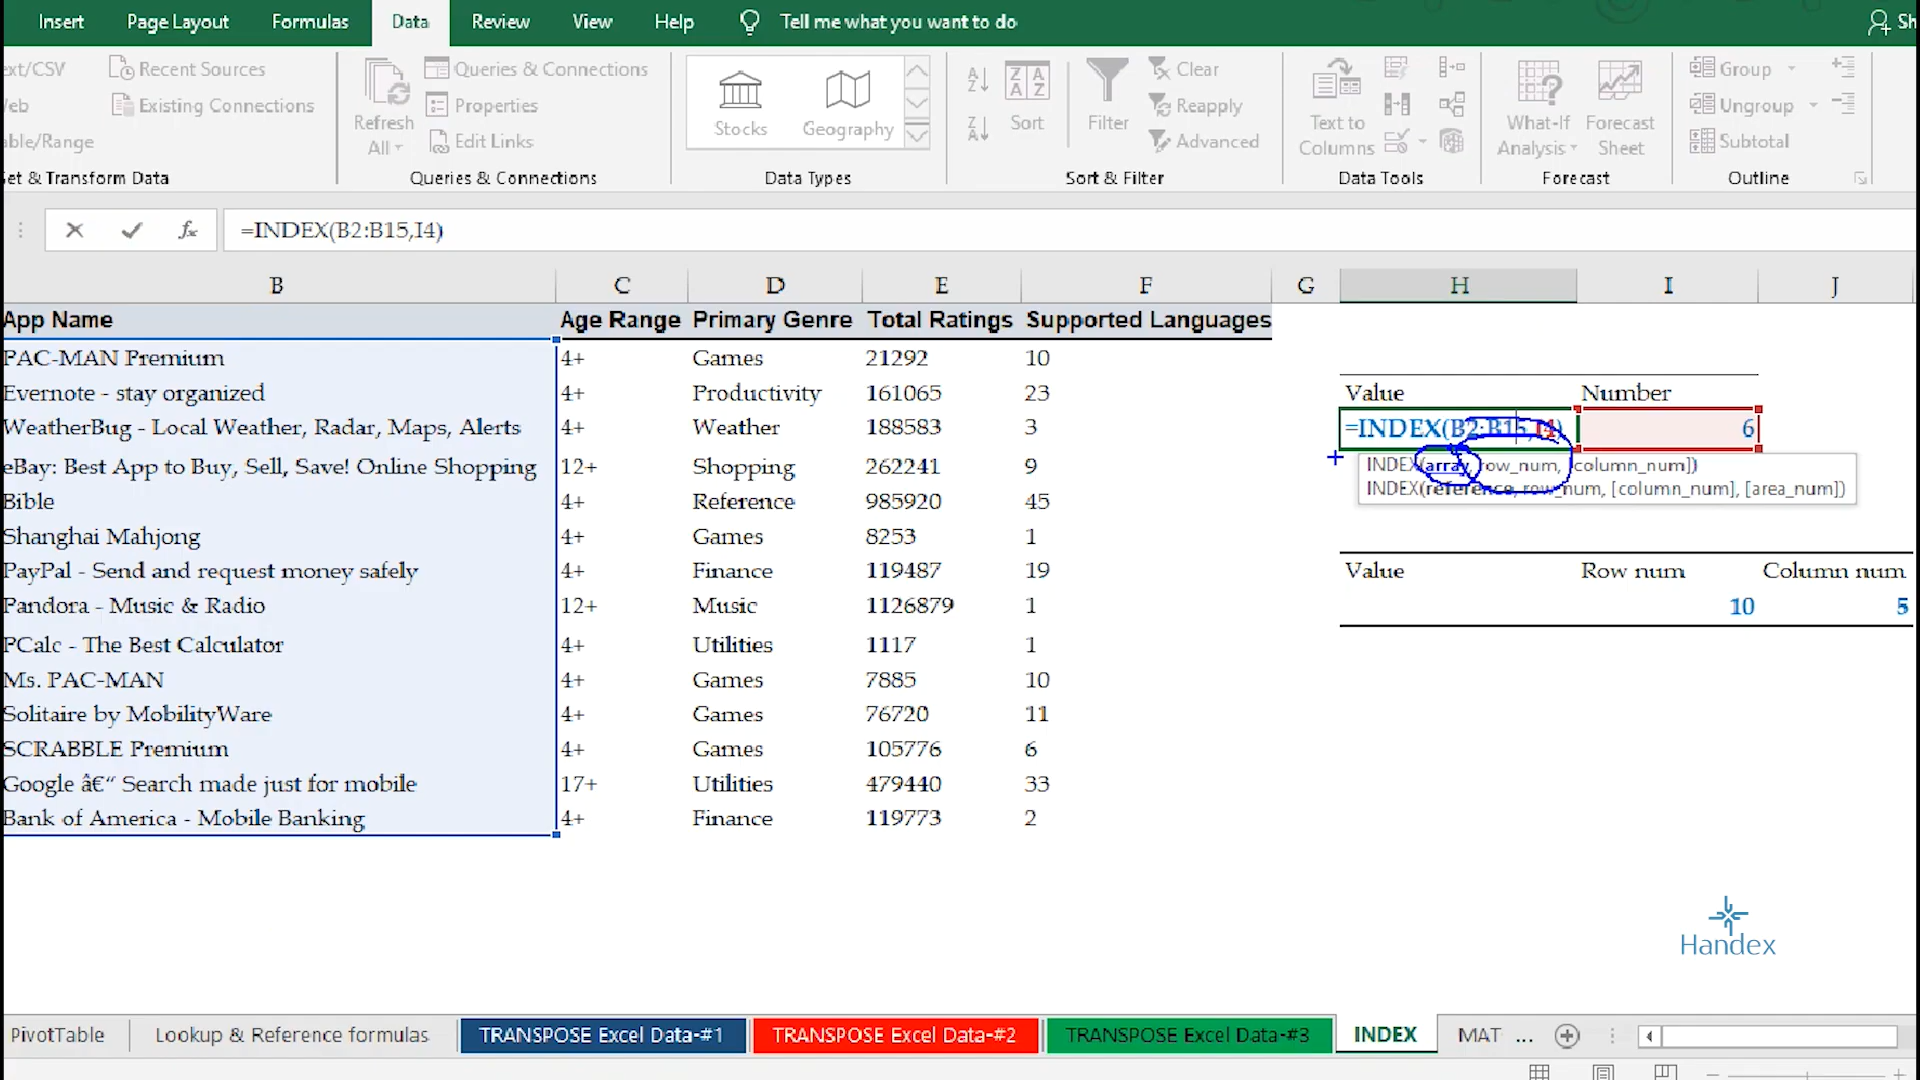 Insert Page Layout Formulas Data Review View Help Tell me what you want to do Sh
ext/CSV Recent Sources Queries & Connections Clear Group
Web Existing Connections Properties Reapply Ungroup
able/Range Refresh All Edit Links Stocks Geography Sort Filter Advanced Text to Columns What-If Analysis Forecast Sheet Subtotal
Get & Transform Data Queries & Connections Data Types Sort & Filter Data Tools Forecast Outline
fx =INDEX(B2:B15,I4)
B C D E F G H I J
App Name Age Range Primary Genre Total Ratings Supported Languages
PAC-MAN Premium 4+ Games 21292 10
Evernote - stay organized 4+ Productivity 161065 23 Value Number
WeatherBug - Local Weather, Radar, Maps, Alerts 4+ Weather 188583 3 =INDEX(B2:B15,I4) 6
eBay: Best App to Buy, Sell, Save! Online Shopping 12+ Shopping 262241 9 INDEX(array, row_num, [column_num])
INDEX(reference, row_num, [column_num], [area_num])
Bible 4+ Reference 985920 45
Shanghai Mahjong 4+ Games 8253 1
PayPal - Send and request money safely 4+ Finance 119487 19 Value Row num Column num
Pandora - Music & Radio 12+ Music 1126879 1 10 5
PCalc - The Best Calculator 4+ Utilities 1117 1
Ms. PAC-MAN 4+ Games 7885 10
Solitaire by MobilityWare 4+ Games 76720 11
SCRABBLE Premium 4+ Games 105776 6
Google â€“ Search made just for mobile 17+ Utilities 479440 33
Bank of America - Mobile Banking 4+ Finance 119773 2
Handex
PivotTable Lookup & Reference formulas TRANSPOSE Excel Data-#1 TRANSPOSE Excel Data-#2 TRANSPOSE Excel Data-#3 INDEX MAT ...